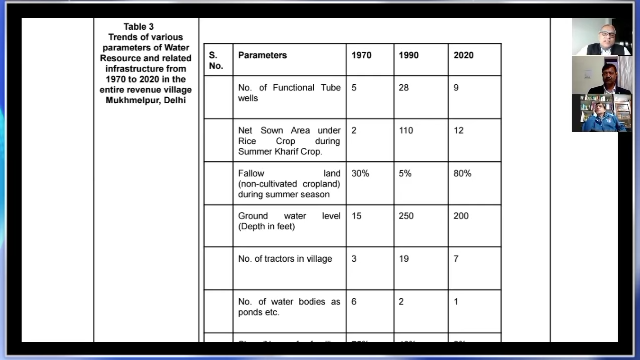 Table 3
Trends of various
parameters of Water
Resource and related
infrastructure from
1970 to 2020 in the
entire revenue village
Mukhmelpur, Delhi
S. No. Parameters 1970 1990 2020
No. of Functional Tube wells 5 28 9
Net Sown Area under Rice Crop during Summer Kharif Crop. 2 110 12
Fallow land (non-cultivated cropland) during summer season 30% 5% 80%
Ground water level (Depth in feet) 15 250 200
No. of tractors in village 3 19 7
No. of water bodies as ponds etc. 6 2 1